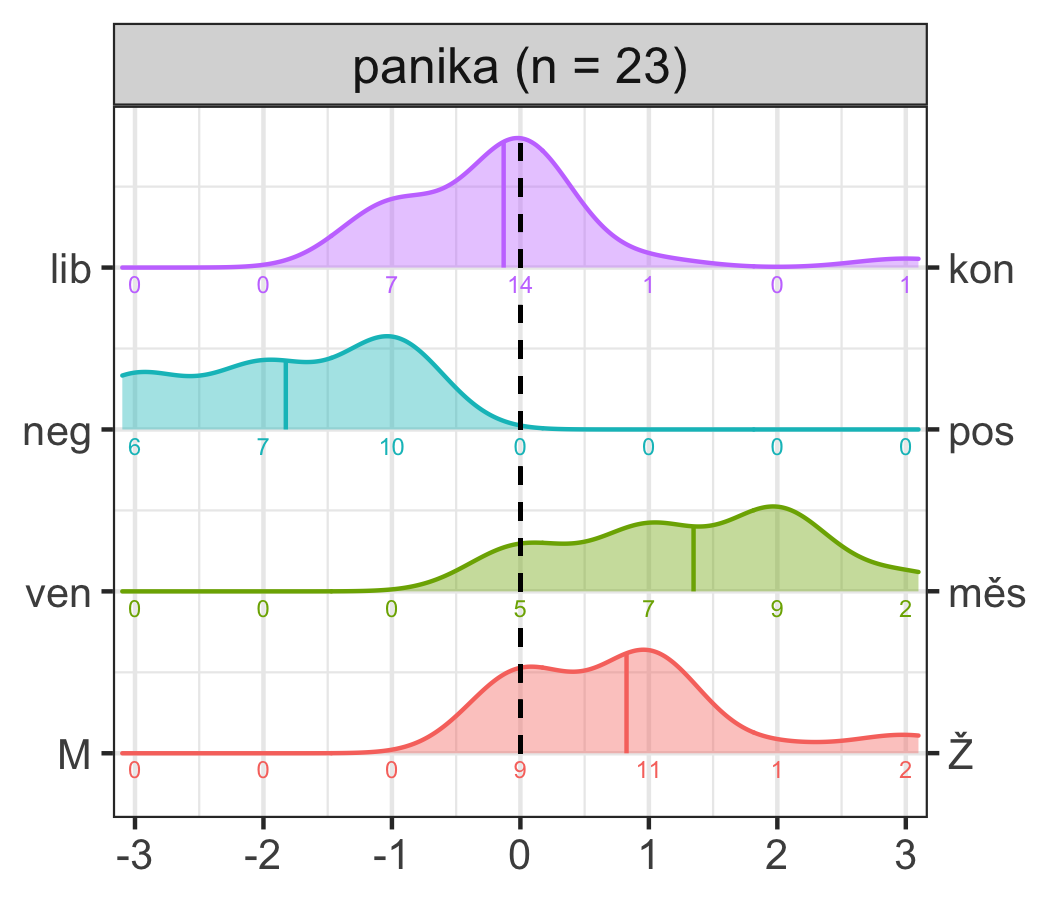 panika (n = 23)
lib kon
0 0 7 14 1 0 1
neg pos
6 7 10 0 0 0 0
ven měs
0 0 0 5 7 9 2
M Ž
0 0 0 9 11 1 2
-3 -2 -1 0 1 2 3